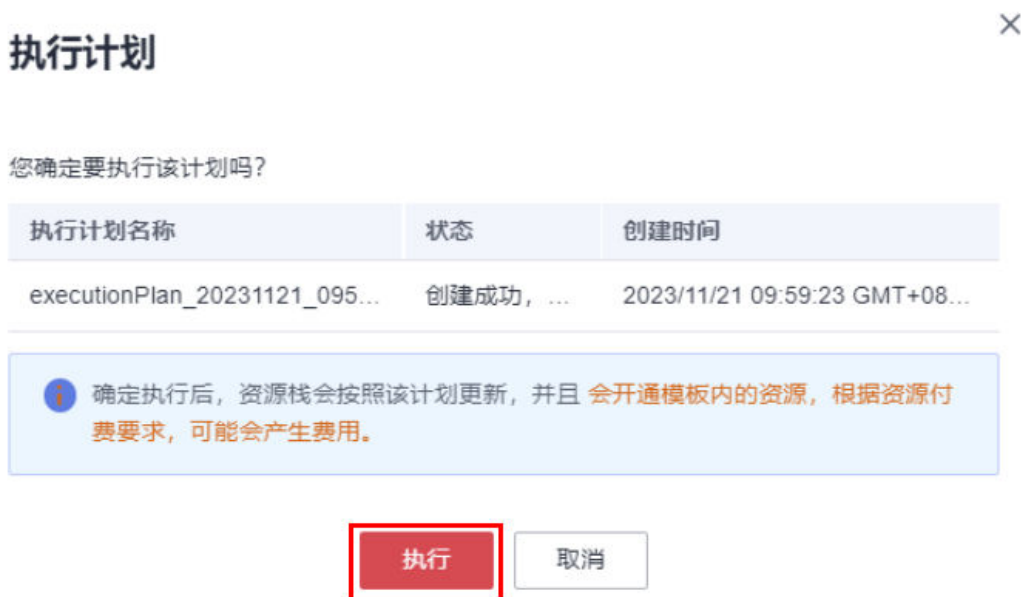 执行计划
您确定要执行该计划吗?
执行计划名称 状态 创建时间
executionPlan_20231121_095... 创建成功，... 2023/11/21 09:59:23 GMT+08...
确定执行后，资源栈会按照该计划更新，并且 会开通模板内的资源，根据资源付
费要求，可能会产生费用。
执行 取消